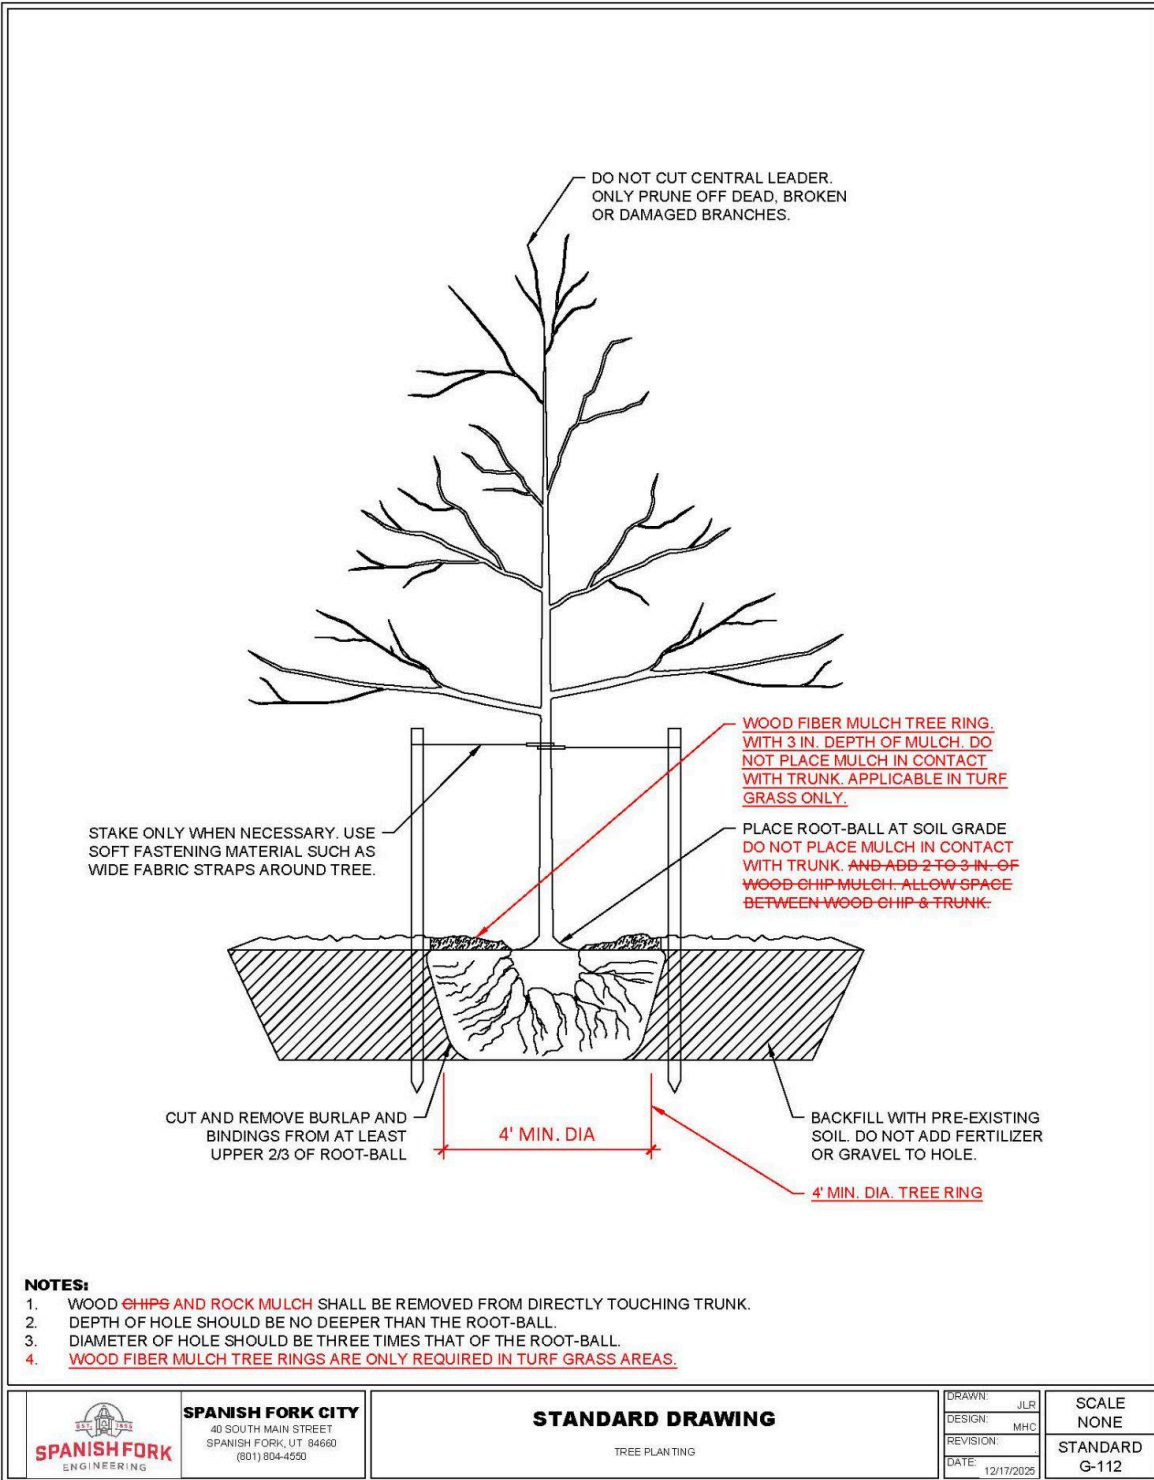 DO NOT CUT CENTRAL LEADER.
ONLY PRUNE OFF DEAD, BROKEN
OR DAMAGED BRANCHES.
WOOD FIBER MULCH TREE RING.
WITH 3 IN. DEPTH OF MULCH. DO
NOT PLACE MULCH IN CONTACT
WITH TRUNK. APPLICABLE IN TURF
GRASS ONLY.
STAKE ONLY WHEN NECESSARY. USE
SOFT FASTENING MATERIAL SUCH AS
WIDE FABRIC STRAPS AROUND TREE.
PLACE ROOT-BALL AT SOIL GRADE
DO NOT PLACE MULCH IN CONTACT
WITH TRUNK. AND ADD 2 TO 3 IN. OF
WOOD CHIP MULCH. ALLOW SPACE
BETWEEN WOOD CHIP & TRUNK.
CUT AND REMOVE BURLAP AND
BINDINGS FROM AT LEAST
UPPER 2/3 OF ROOT-BALL
4' MIN. DIA
BACKFILL WITH PRE-EXISTING
SOIL. DO NOT ADD FERTILIZER
OR GRAVEL TO HOLE.
4' MIN. DIA. TREE RING
NOTES:
1. WOOD CHIPS AND ROCK MULCH SHALL BE REMOVED FROM DIRECTLY TOUCHING TRUNK.
2. DEPTH OF HOLE SHOULD BE NO DEEPER THAN THE ROOT-BALL.
3. DIAMETER OF HOLE SHOULD BE THREE TIMES THAT OF THE ROOT-BALL.
4. WOOD FIBER MULCH TREE RINGS ARE ONLY REQUIRED IN TURF GRASS AREAS.
EST. 1855
SPANISH FORK
ENGINEERING
SPANISH FORK CITY
40 SOUTH MAIN STREET
SPANISH FORK, UT 84660
(801) 804-4550
STANDARD DRAWING
TREE PLANTING
DRAWN: JLR
DESIGN: MHC
REVISION:
DATE: 12/17/2025
SCALE
NONE
STANDARD
G-112